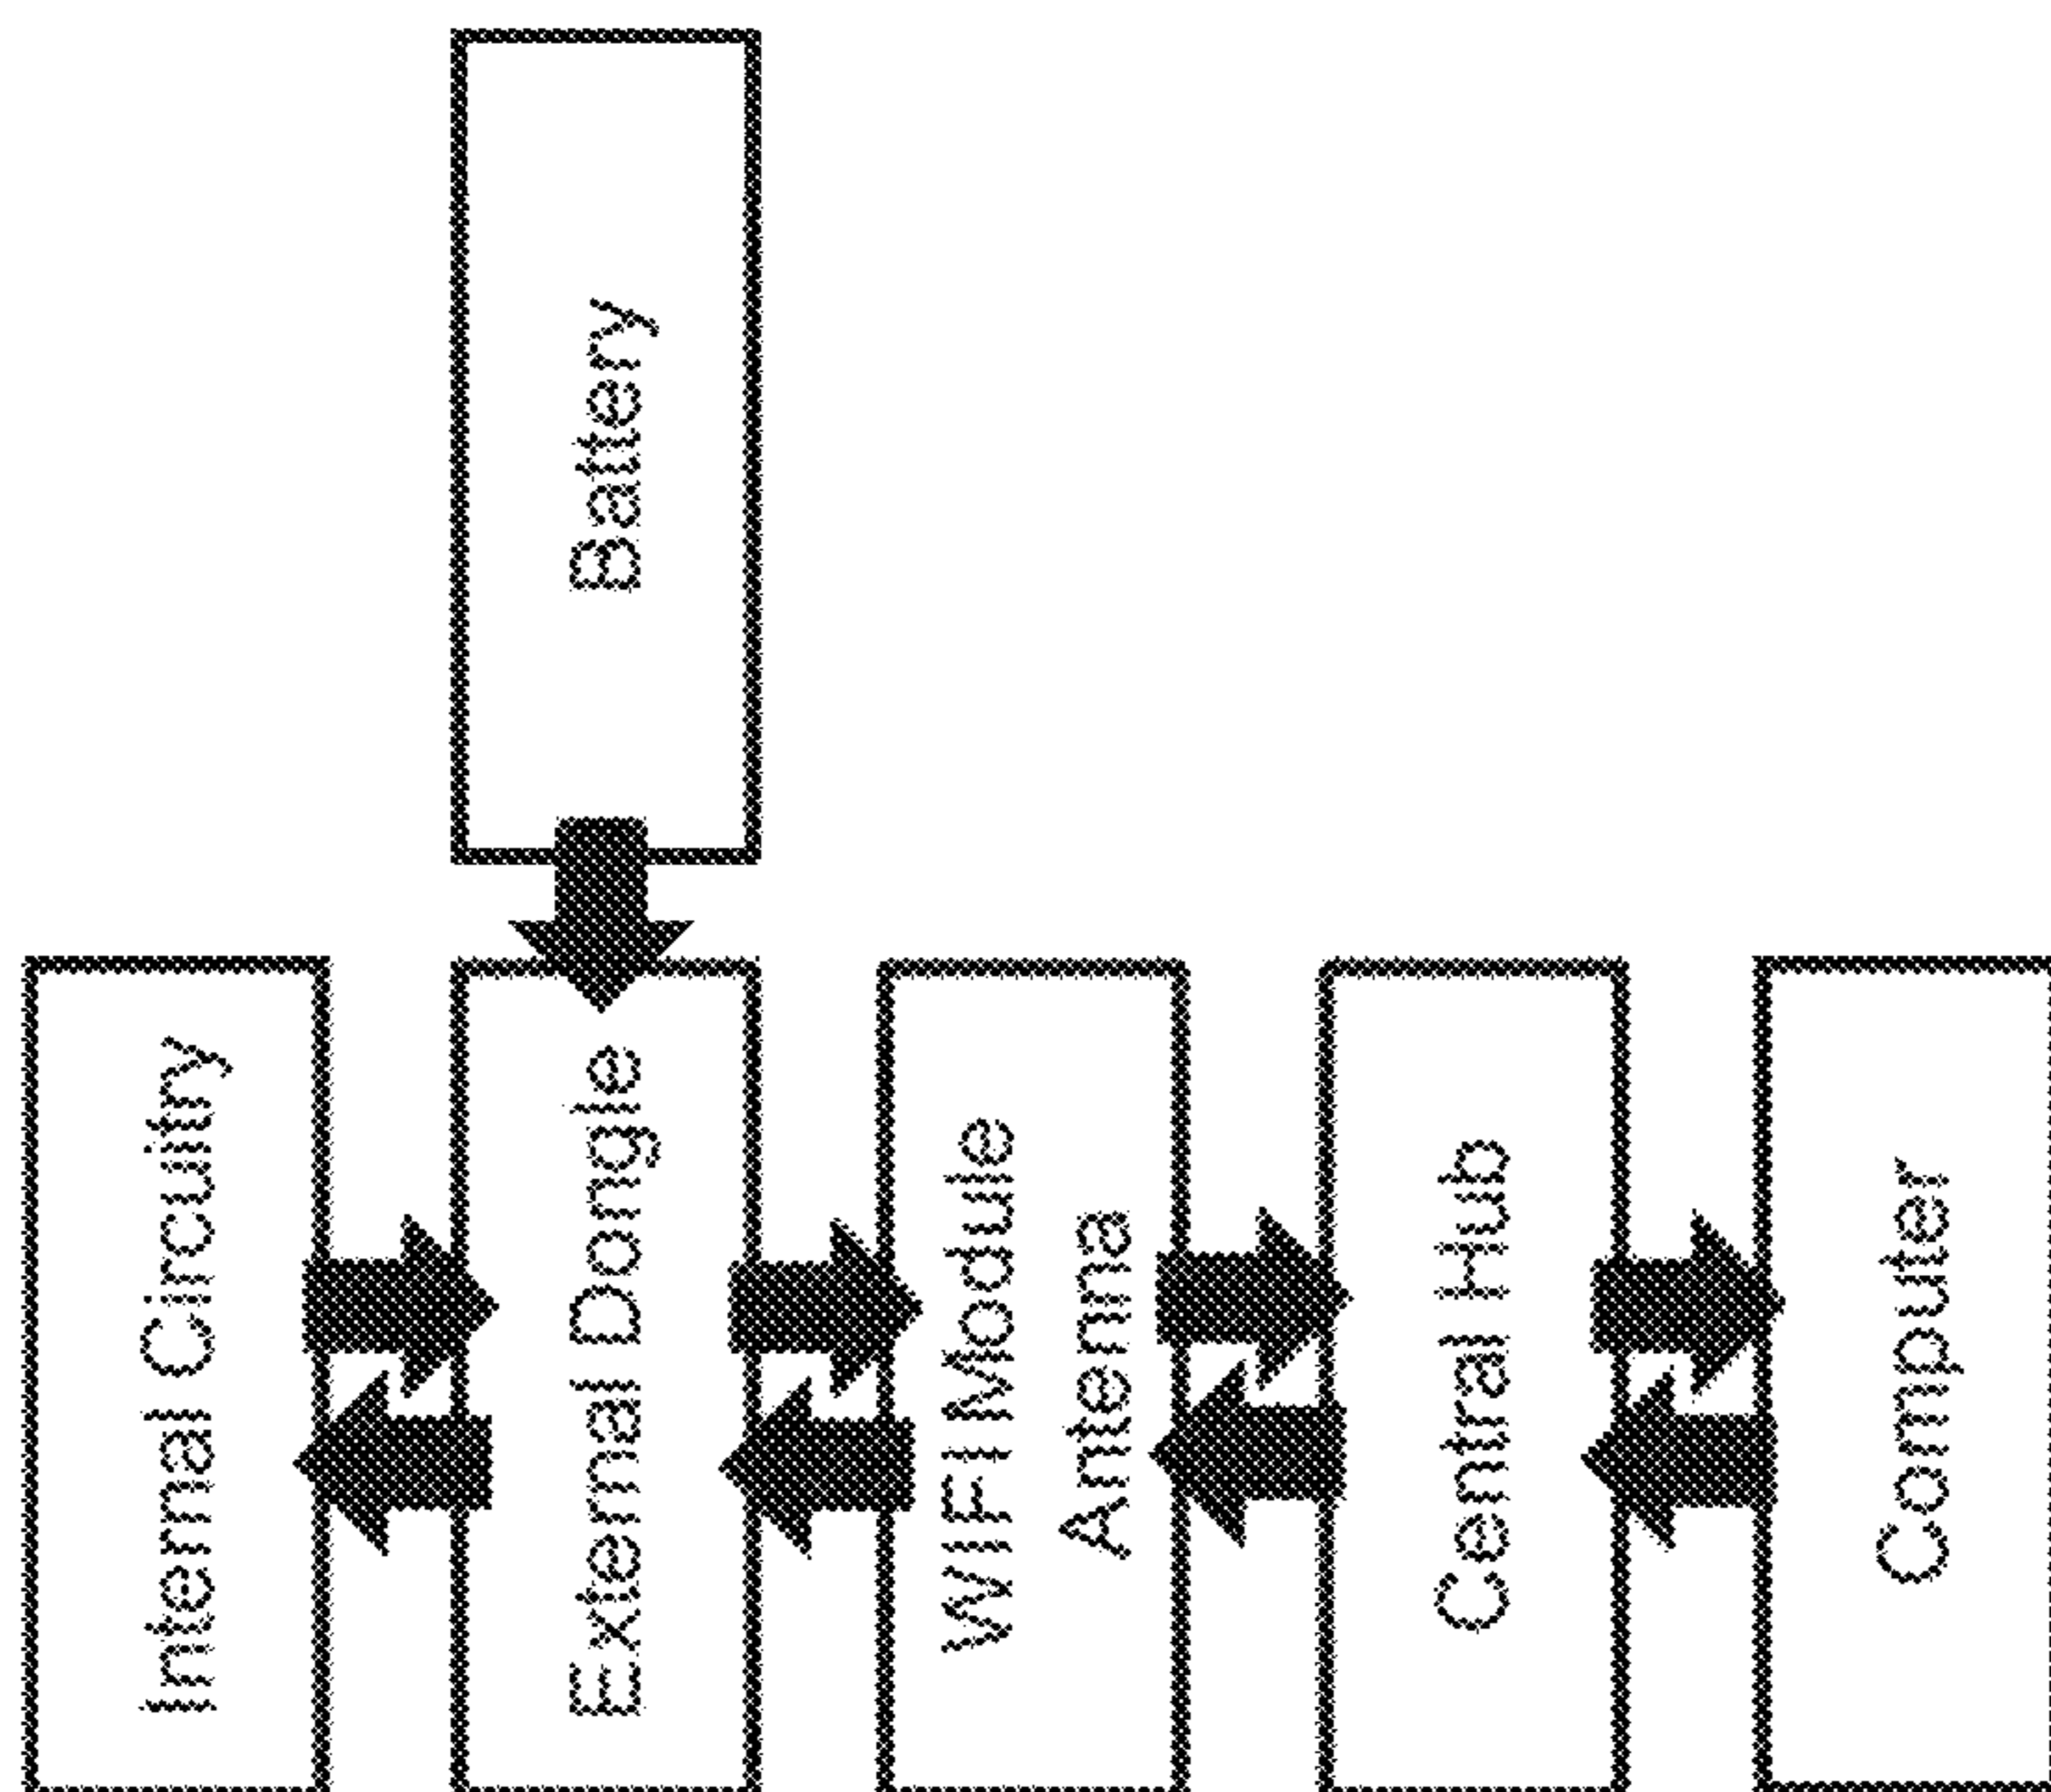 Internal Circuitry
External Dongle
Battery
WIFI Module
Antenna
Central Hub
Computer